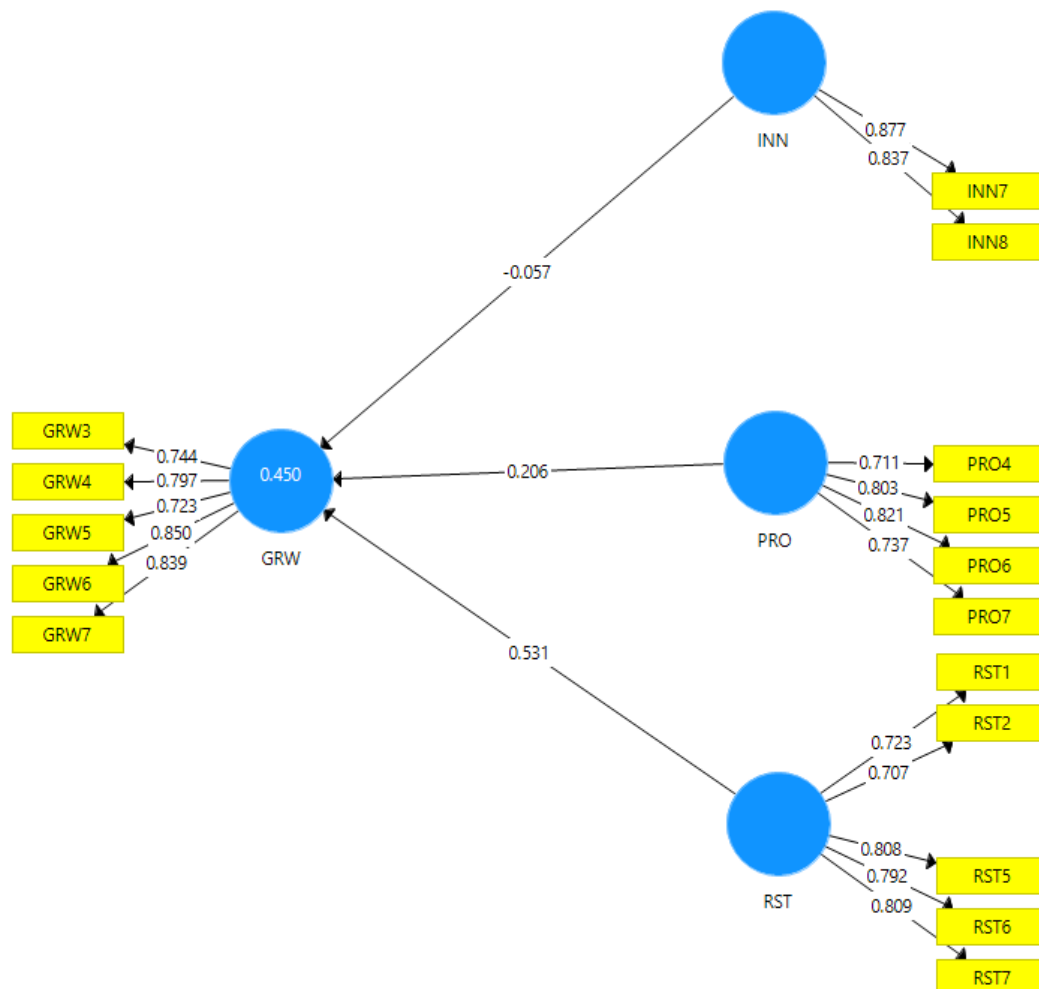 INN
0.877
0.837
INN7
INN8
-0.057
GRW3
GRW4
GRW5
GRW6
GRW7
0.744
0.797
0.723
0.850
0.839
0.450
GRW
0.206
PRO
0.711
0.803
0.821
0.737
PRO4
PRO5
PRO6
PRO7
0.531
RST1
RST2
0.723
0.707
RST
0.808
0.792
0.809
RST5
RST6
RST7